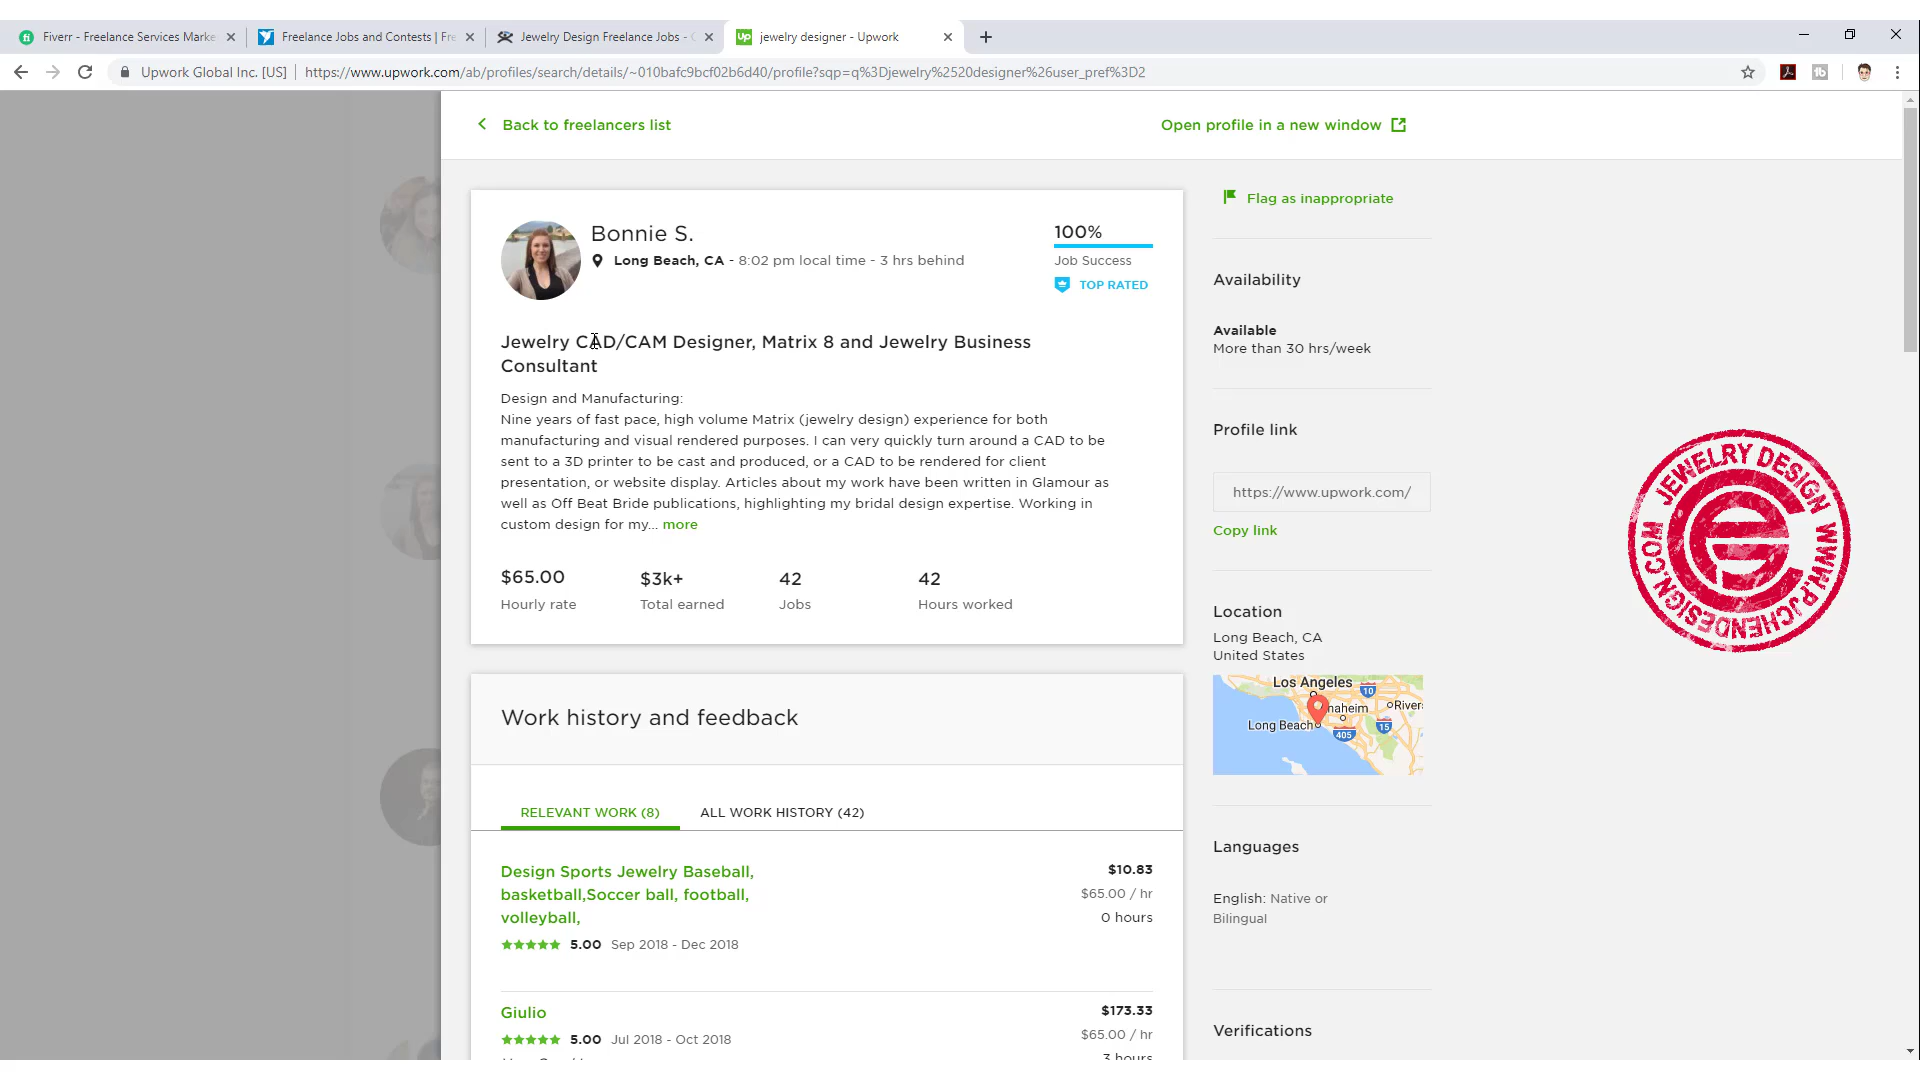 Fiverr - Freelance Services Marke
Freelance Jobs and Contests | Fre
Jewelry Design Freelance Jobs -
jewelry designer - Upwork
Upwork Global Inc. [US]
https://www.upwork.com/ab/profiles/search/details/~010bafc9bcf02b6d40/profile?sqp=q%3Djewelry%2520designer%26user_pref%3D2
Back to freelancers list
Open profile in a new window
Flag as inappropriate
Bonnie S.
Long Beach, CA - 8:02 pm local time - 3 hrs behind
100%
Job Success
TOP RATED
Jewelry CAD/CAM Designer, Matrix 8 and Jewelry Business
Consultant
Design and Manufacturing:
Nine years of fast pace, high volume Matrix (jewelry design) experience for both
manufacturing and visual rendered purposes. I can very quickly turn around a CAD to be
sent to a 3D printer to be cast and produced, or a CAD to be rendered for client
presentation, or website display. Articles about my work have been written in Glamour as
well as Off Beat Bride publications, highlighting my bridal design expertise. Working in
custom design for my... more
$65.00
Hourly rate
$3k+
Total earned
42
Jobs
42
Hours worked
Availability
Available
More than 30 hrs/week
Profile link
https://www.upwork.com/
Copy link
Location
Long Beach, CA
United States
Los Angeles
10
naheim
River
Long Beach
15
405
Languages
English: Native or
Bilingual
Verifications
Work history and feedback
RELEVANT WORK (8)
ALL WORK HISTORY (42)
Design Sports Jewelry Baseball,
basketball,Soccer ball, football,
volleyball,
5.00 Sep 2018 - Dec 2018
$10.83
$65.00 / hr
0 hours
Giulio
5.00 Jul 2018 - Oct 2018
$173.33
$65.00 / hr
3 hours
JEWELRY DESIGN WWW.PJCHENDESIGN.COM